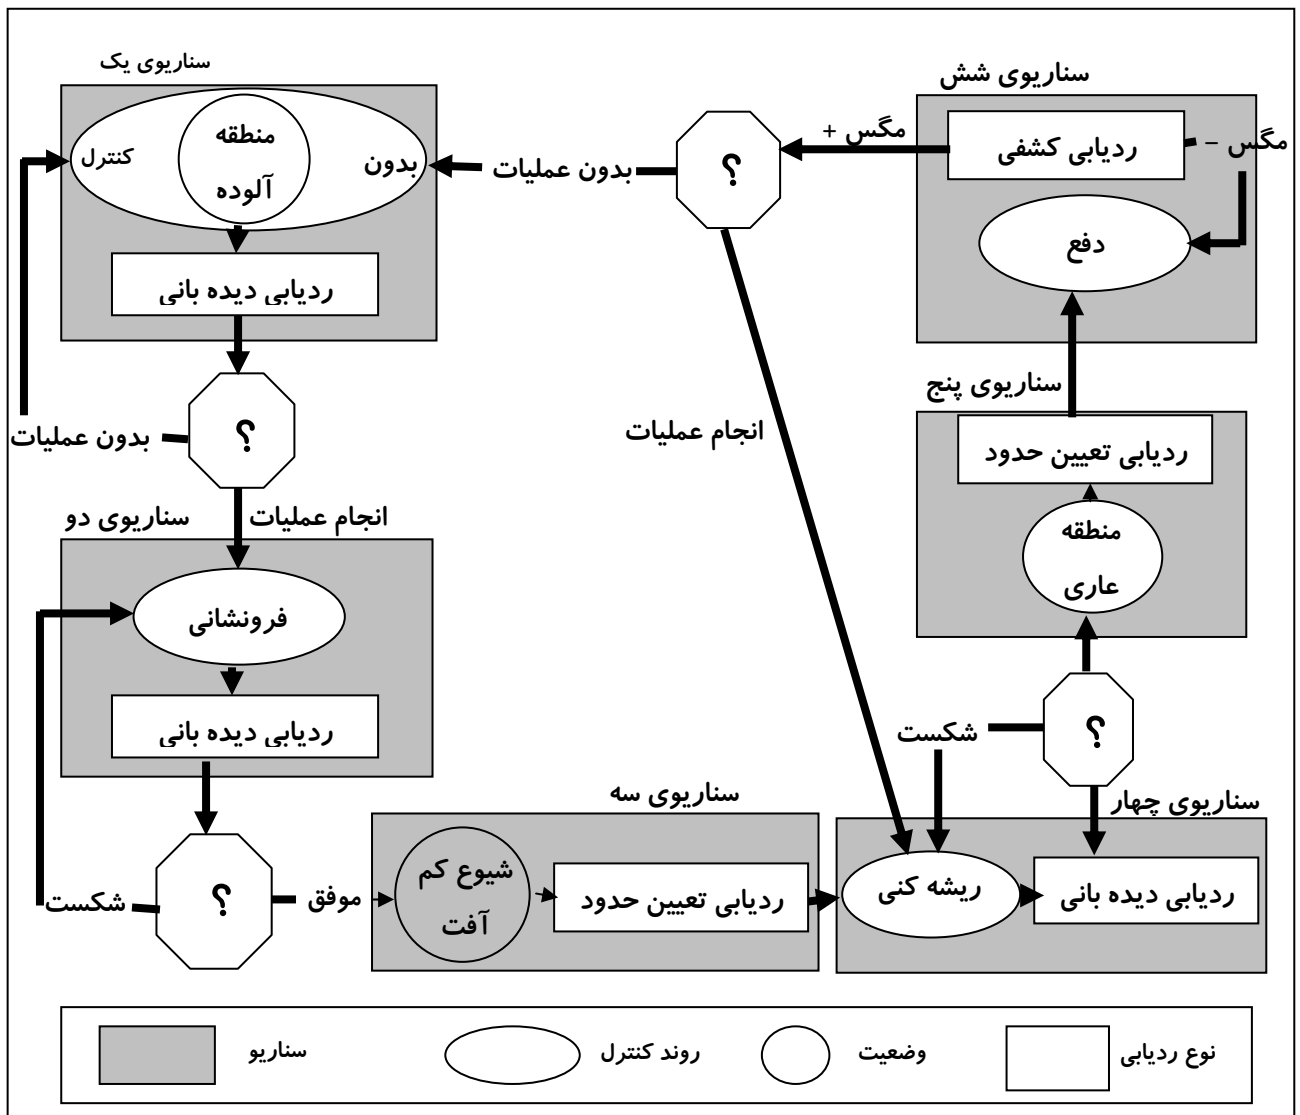 سناریوی یک
منطقه
آلوده
بدون
کنترل
ردیابی دیده بانی
؟
بدون عملیات
انجام عملیات
سناریوی دو
فرونشانی
ردیابی دیده بانی
؟
شکست
موفق
سناریوی سه
شیوع کم
آفت
ردیابی تعیین حدود
سناریوی چهار
ریشه کنی
ردیابی دیده بانی
؟
شکست
سناریوی پنج
منطقه
عاری
ردیابی تعیین حدود
سناریوی شش
ردیابی کشفی
مگس –
دفع
مگس +
؟
بدون عملیات
انجام عملیات
نوع ردیابی
وضعیت
روند کنترل
سناریو